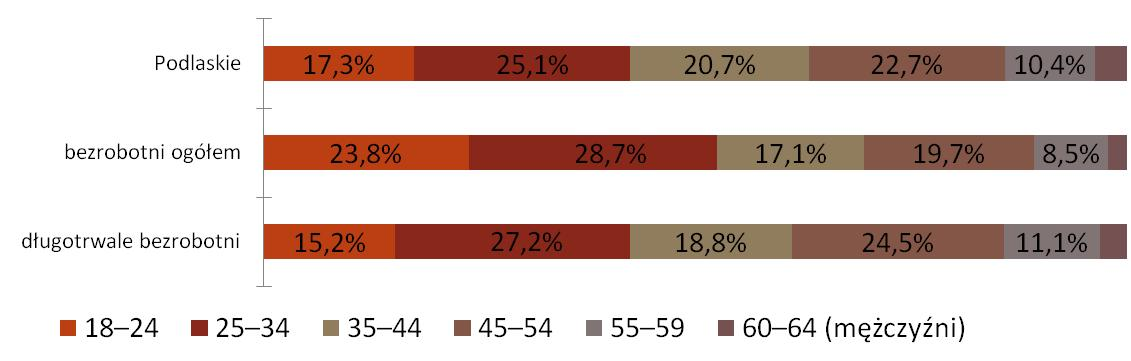 Podlaskie 17,3% 25,1% 20,7% 22,7% 10,4%
bezrobotni ogółem 23,8% 28,7% 17,1% 19,7% 8,5%
długotrwale bezrobotni 15,2% 27,2% 18,8% 24,5% 11,1%
18–24 25–34 35–44 45–54 55–59 60–64 (mężczyźni)